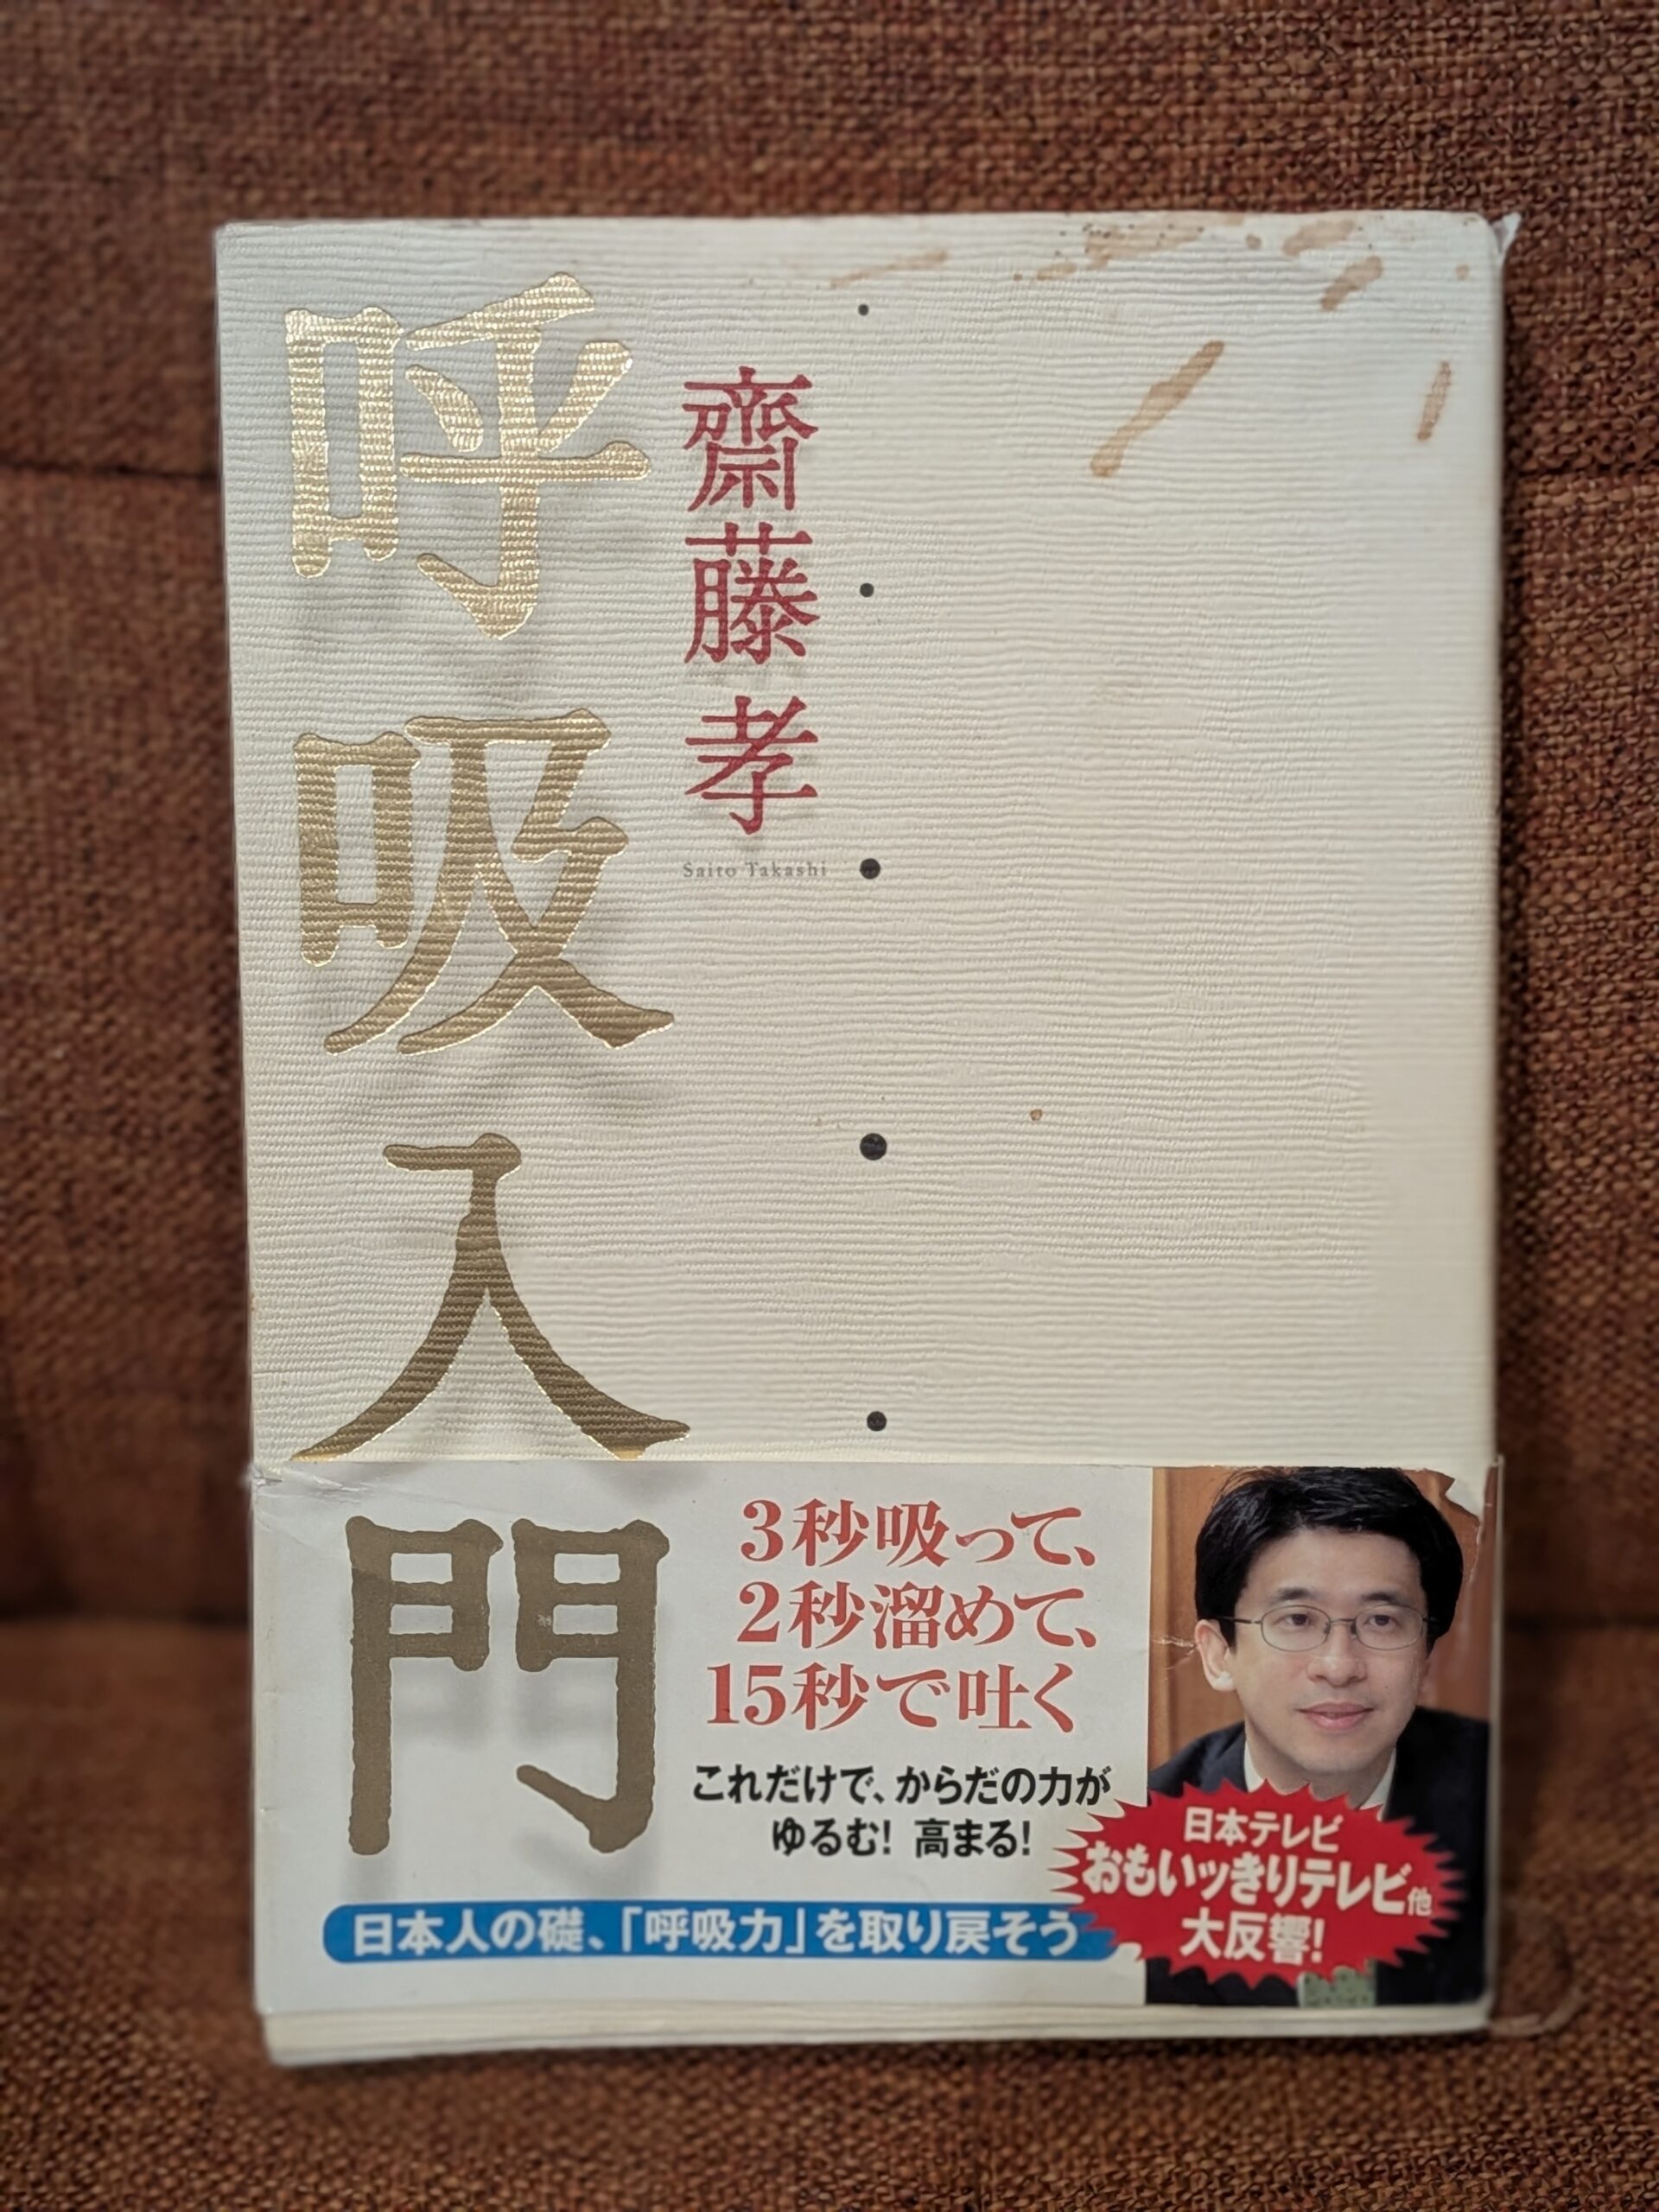 呼吸入門
齋藤 孝
Saito Takashi
3秒吸って、
2秒溜めて、
15秒で吐く
これだけで、からだの力が
ゆるむ! 高まる!
日本人の礎、「呼吸力」を取り戻そう
日本テレビ
おもいッきりテレビ他
大反響!